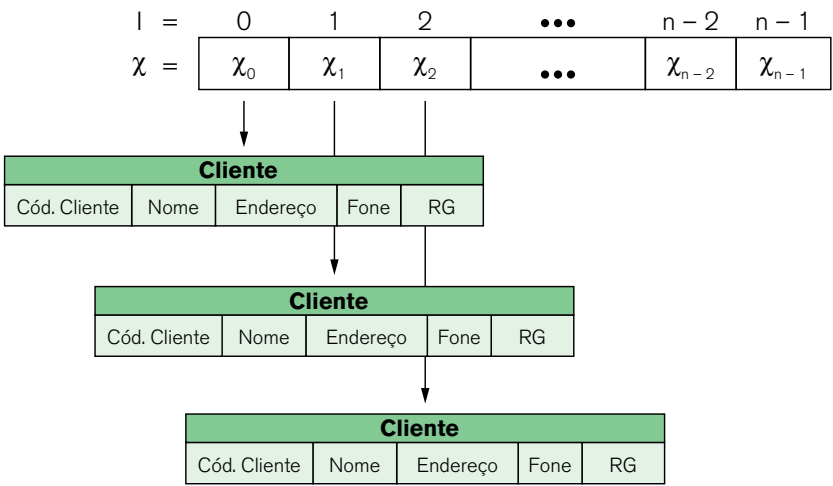 I = 0 1 2 ••• n – 2 n – 1
χ = χ₀ χ₁ χ₂ ••• χₙ₋₂ χₙ₋₁
Cliente
Cód. Cliente Nome Endereço Fone RG
Cliente
Cód. Cliente Nome Endereço Fone RG
Cliente
Cód. Cliente Nome Endereço Fone RG